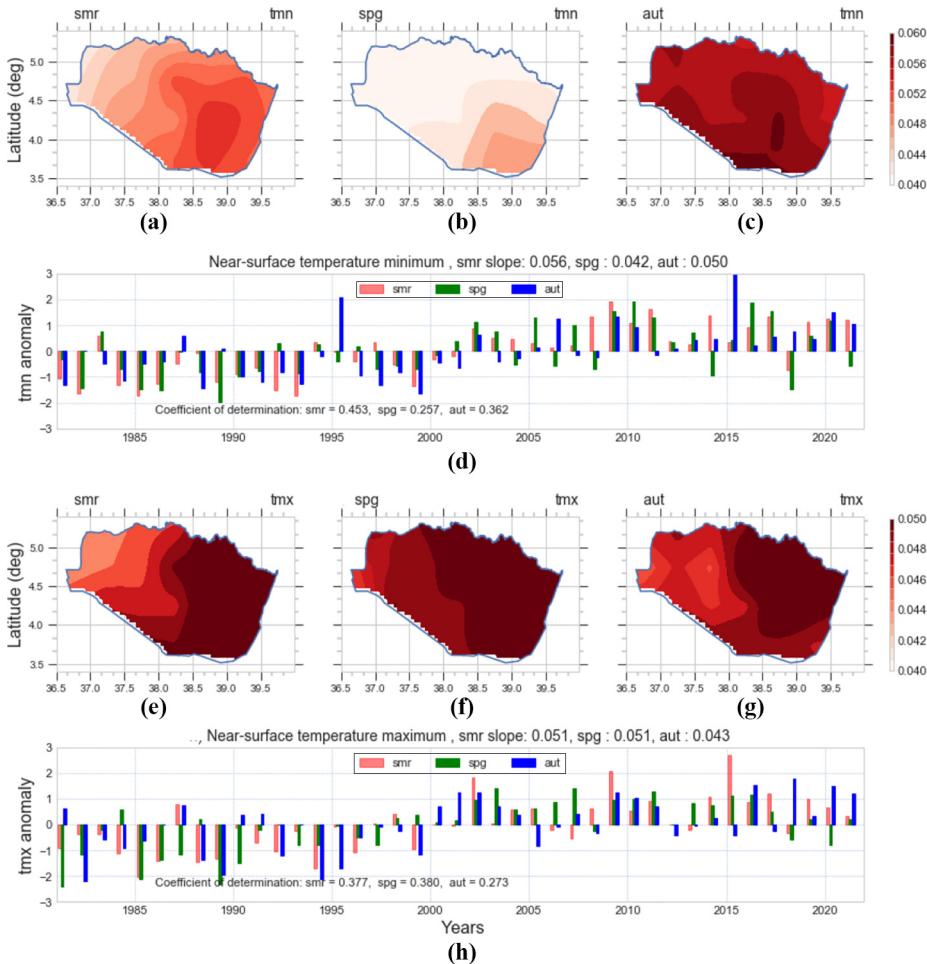 smr tmn spg tmn aut tmn
Latitude (deg)
5.0
4.5
4.0
3.5
36.5 37.0 37.5 38.0 38.5 39.0 39.5 36.5 37.0 37.5 38.0 38.5 39.0 39.5 36.5 37.0 37.5 38.0 38.5 39.0 39.5
0.060
0.056
0.052
0.048
0.044
0.040
(a) (b) (c)
Near-surface temperature minimum , smr slope: 0.056, spg : 0.042, aut : 0.050
smr spg aut
tmn anomaly
3
2
1
0
−1
−2
−3
Coefficient of determination: smr = 0.453, spg = 0.257, aut = 0.362
1985 1990 1995 2000 2005 2010 2015 2020
(d)
smr tmx spg tmx aut tmx
Latitude (deg)
5.0
4.5
4.0
3.5
36.5 37.0 37.5 38.0 38.5 39.0 39.5 36.5 37.0 37.5 38.0 38.5 39.0 39.5 36.5 37.0 37.5 38.0 38.5 39.0 39.5
0.050
0.048
0.046
0.044
0.042
0.040
(e) (f) (g)
Near-surface temperature maximum , smr slope: 0.051, spg : 0.051, aut : 0.043
smr spg aut
tmx anomaly
3
2
1
0
−1
−2
−3
Coefficient of determination: smr = 0.377, spg = 0.380, aut = 0.273
1985 1990 1995 2000 2005 2010 2015 2020
Years
(h)